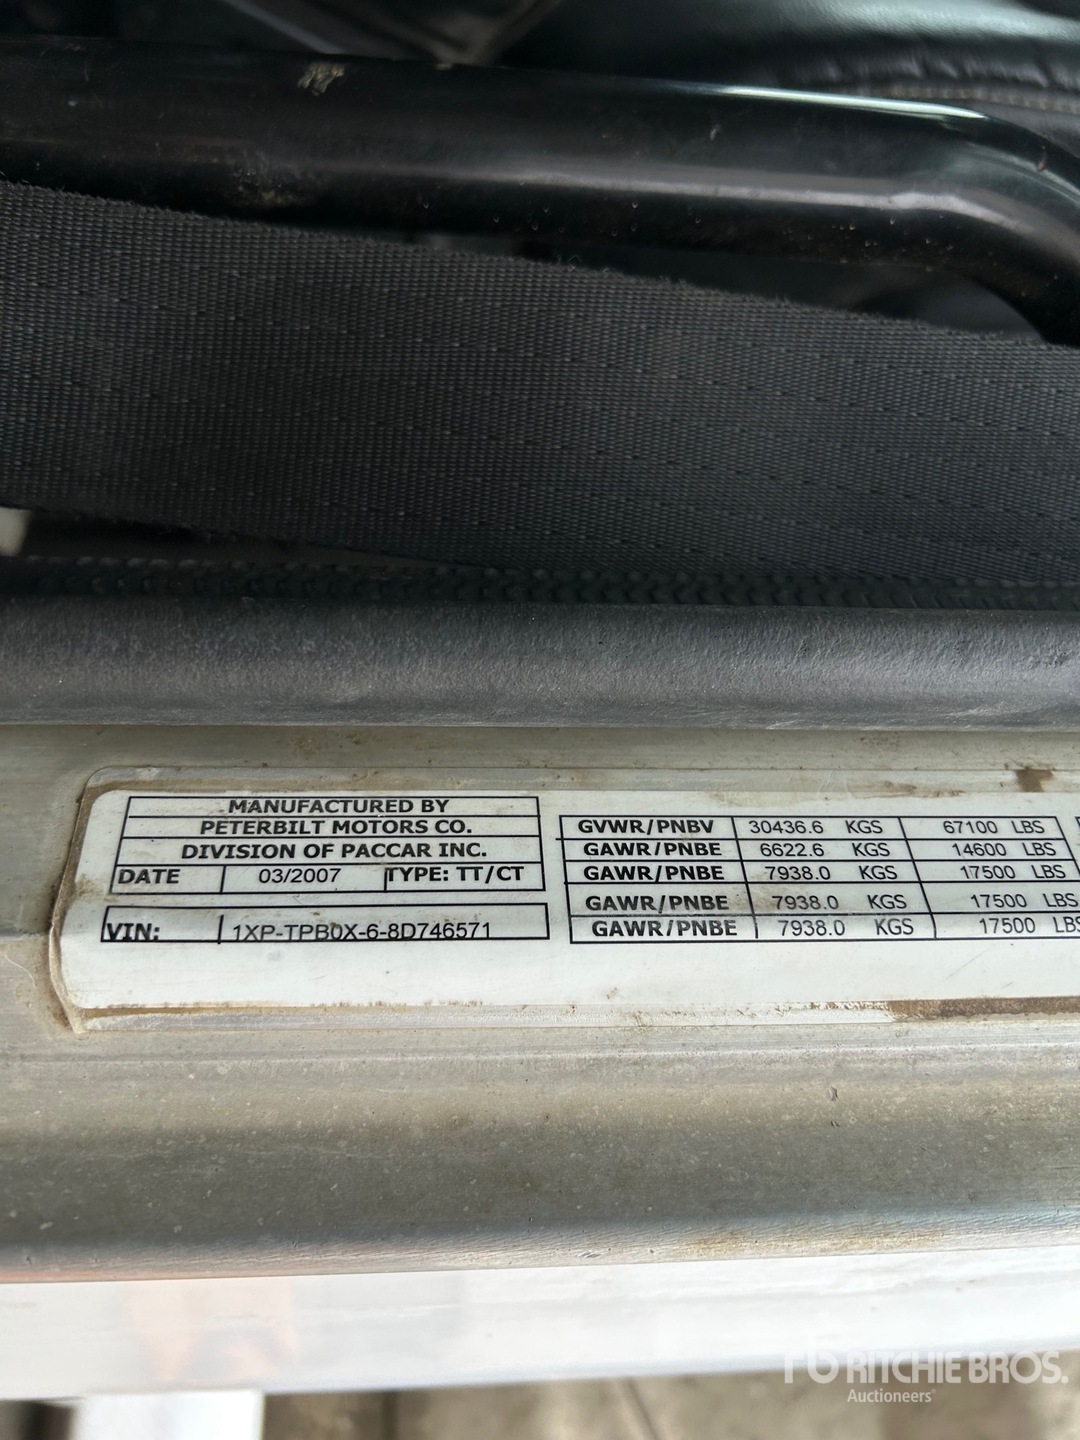 MANUFACTURED BY
PETERBILT MOTORS CO.
DIVISION OF PACCAR INC.
DATE 03/2007 TYPE: TT/CT
VIN: 1XP-TPB0X-6-8D746571
GVWR/PNBV 30436.6 KGS 67100 LBS
GAWR/PNBE 6622.6 KGS 14600 LBS
GAWR/PNBE 7938.0 KGS 17500 LBS
GAWR/PNBE 7938.0 KGS 17500 LBS
GAWR/PNBE 7938.0 KGS 17500 LBS
rb RITCHIE BROS.
Auctioneers®